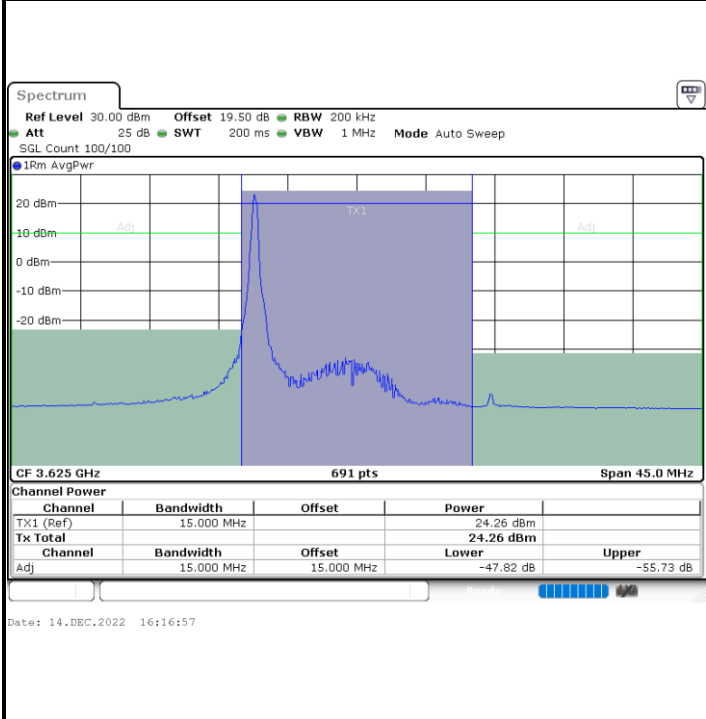 Spectrum
Ref Level 30.00 dBm Offset 19.50 dB RBW 200 kHz
Att 25 dB SWT 200 ms VBW 1 MHz Mode Auto Sweep
SGL Count 100/100
1Rm AvgPwr
20 dBm
TX1
Adj
Adj
10 dBm
0 dBm
-10 dBm
-20 dBm
CF 3.625 GHz 691 pts Span 45.0 MHz
Channel Power
Channel Bandwidth Offset Power
TX1 (Ref) 15.000 MHz 24.26 dBm
Tx Total 24.26 dBm
Channel Bandwidth Offset Lower Upper
Adj 15.000 MHz 15.000 MHz -47.82 dB -55.73 dB
Ready
Date: 14.DEC.2022 16:16:57